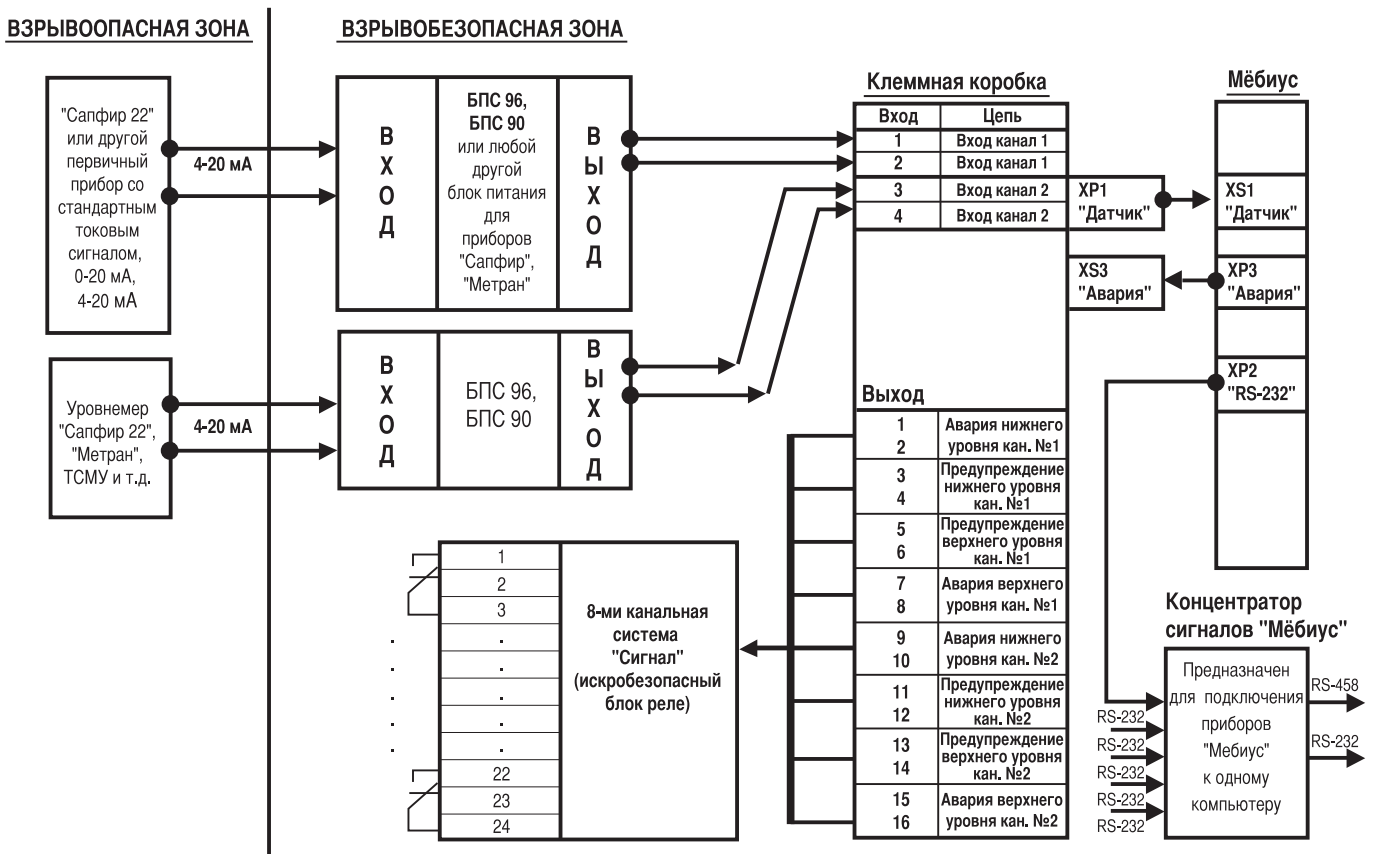 ВЗРЫВООПАСНАЯ ЗОНА
ВЗРЫВОБЕЗОПАСНАЯ ЗОНА
"Сапфир 22"
или другой
первичный
прибор со
стандартным
токовым
сигналом,
0-20 мА,
4-20 мА
4-20 мА
В
Х
О
Д
БПС 96,
БПС 90
или любой
другой
блок питания
для
приборов
"Сапфир",
"Метран"
В
Ы
Х
О
Д
Уровнемер
"Сапфир 22",
"Метран",
ТСМУ и т.д.
4-20 мА
В
Х
О
Д
БПС 96,
БПС 90
В
Ы
Х
О
Д
Клеммная коробка
Вход Цепь
1 Вход канал 1
2 Вход канал 1
3 Вход канал 2
4 Вход канал 2
XP1
"Датчик"
XS3
"Авария"
Мёбиус
XS1
"Датчик"
XP3
"Авария"
XP2
"RS-232"
Выход
1 Авария нижнего
2 уровня кан. №1
3 Предупреждение
нижнего уровня
4 кан. №1
5 Предупреждение
верхнего уровня
6 кан. №1
7 Авария верхнего
8 уровня кан. №1
9 Авария нижнего
10 уровня кан. №2
11 Предупреждение
нижнего уровня
12 кан. №2
13 Предупреждение
верхнего уровня
14 кан. №2
15 Авария верхнего
16 уровня кан. №2
1
2
3
22
23
24
8-ми канальная
система
"Сигнал"
(искробезопасный
блок реле)
Концентратор
сигналов "Мёбиус"
Предназначен
для подключения
приборов
"Мебиус"
к одному
компьютеру
RS-232
RS-232
RS-232
RS-232
RS-232
RS-458
RS-232